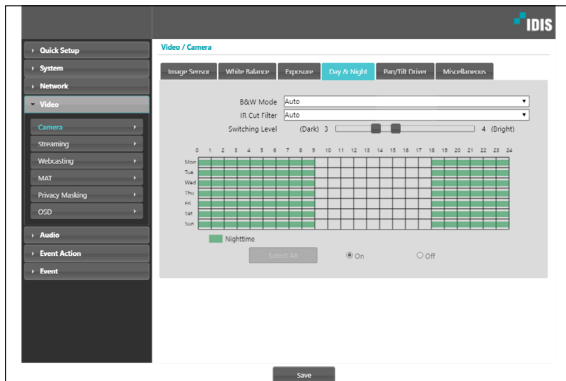 IDIS
Quick Setup
System
Network
Video
Camera
Streaming
Webcasting
MAT
Privacy Masking
OSD
Audio
Event Action
Event
Video / Camera
Image Sensor White Balance Exposure Day & Night Pan/Tilt Driver Miscellaneous
B&W Mode Auto
IR Cut Filter Auto
Switching Level (Dark) 3 4 (Bright)
0 1 2 3 4 5 6 7 8 9 10 11 12 13 14 15 16 17 18 19 20 21 22 23 24
Mon
Tue
Wed
Thu
Fri
Sat
Sun
Nighttime
Select All On Off
Save